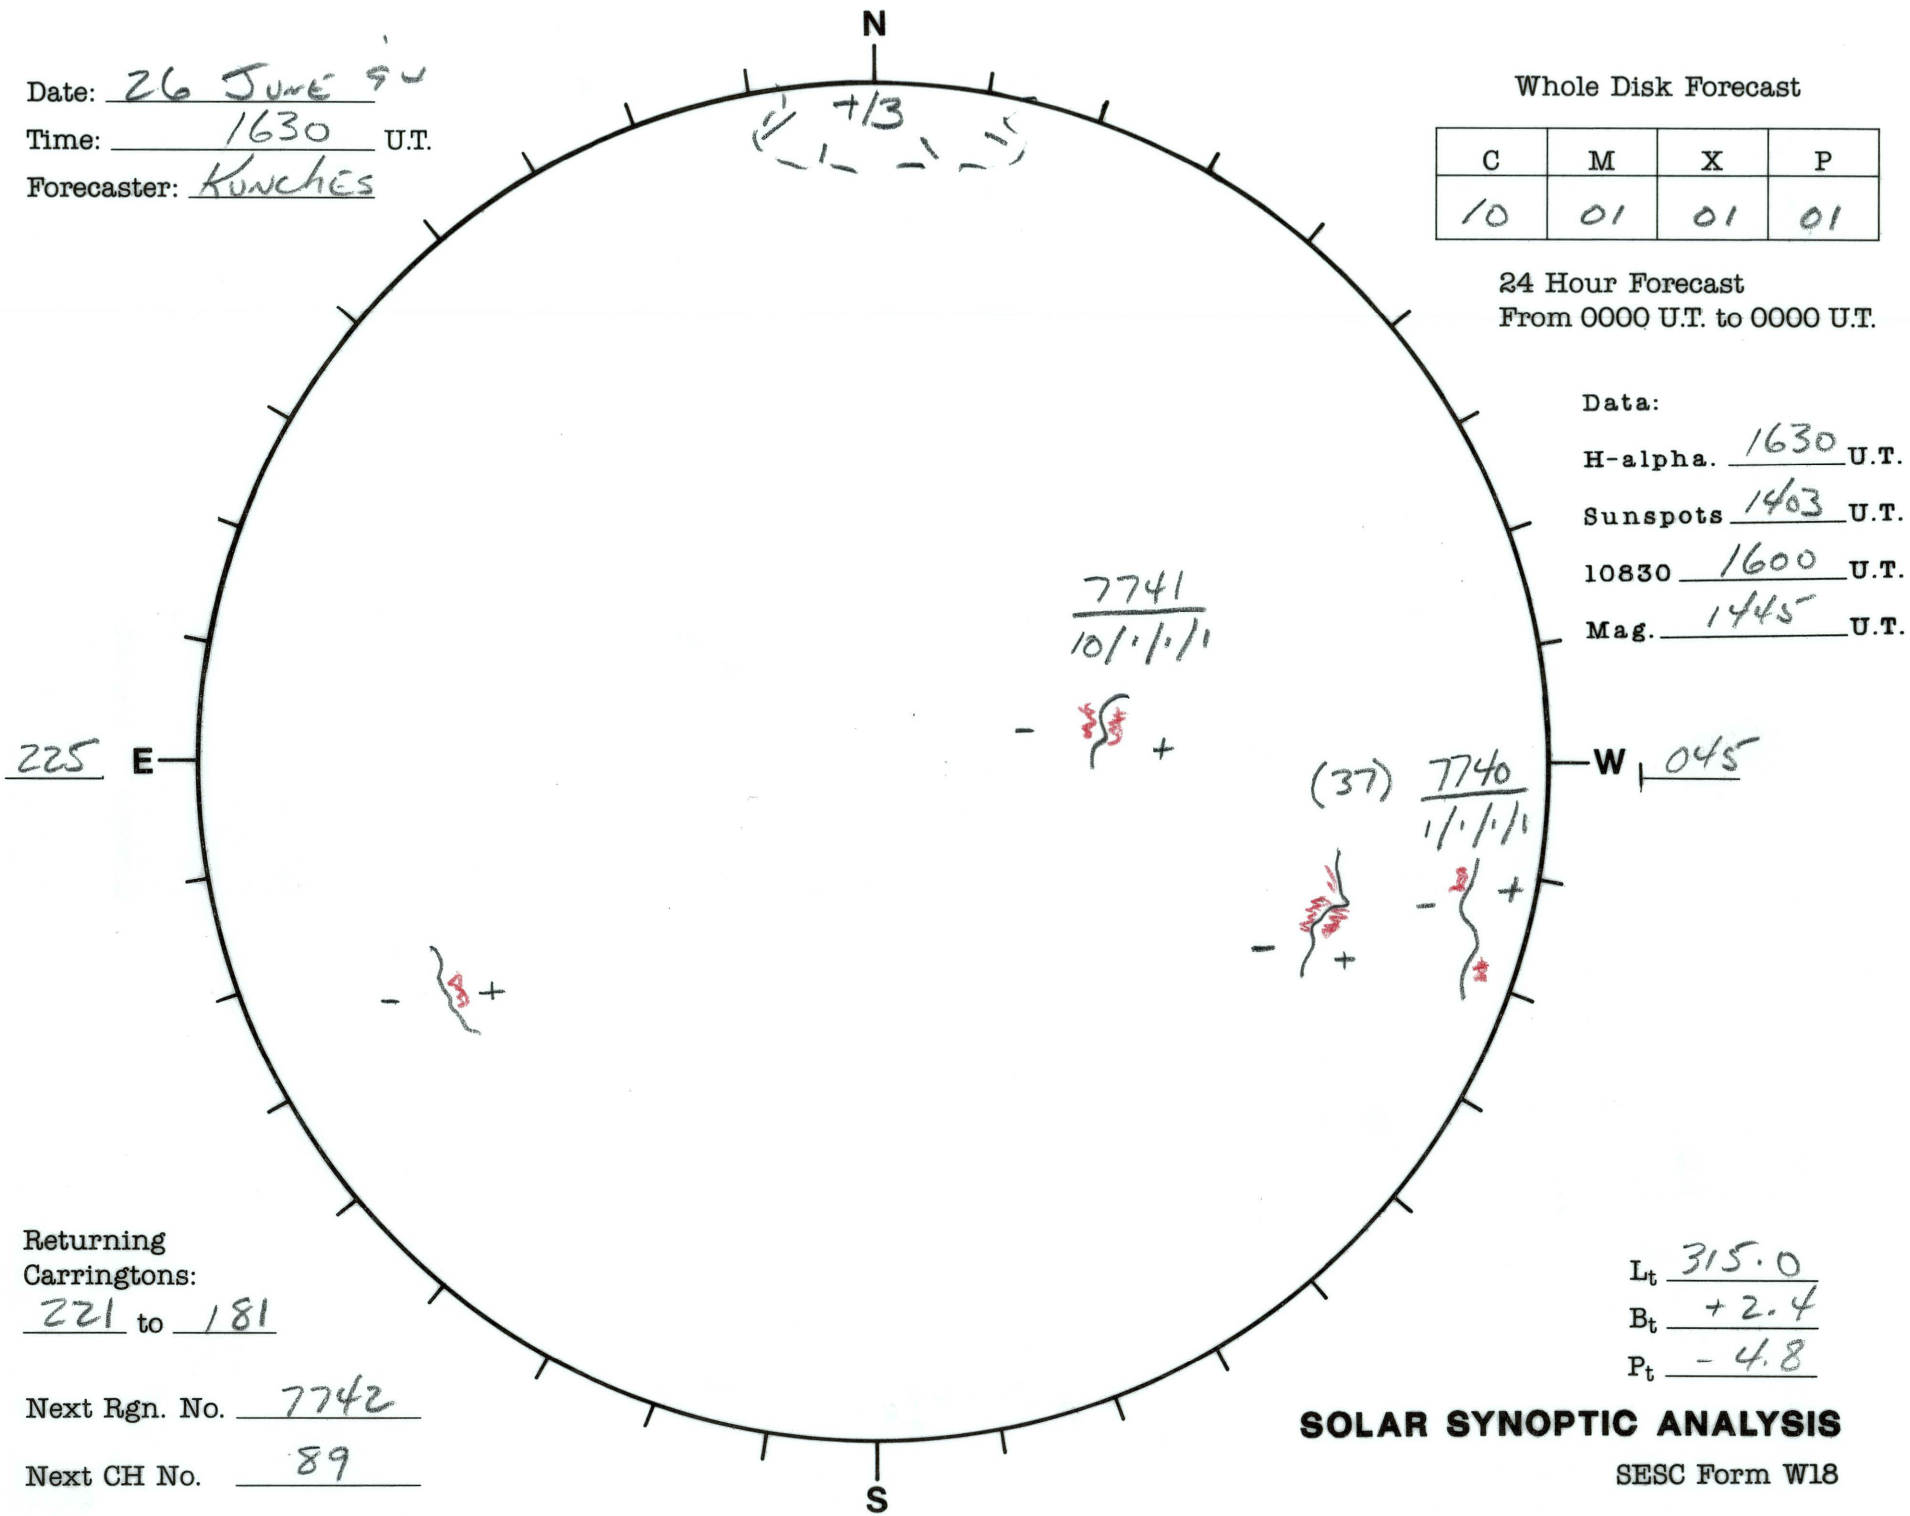 N
Date: 26 JUNE 94
Time: 1630 U.T.
Forecaster: KUNCHES
+/3
Whole Disk Forecast
C M X P
10 01 01 01
24 Hour Forecast
From 0000 U.T. to 0000 U.T.
Data:
H-alpha. 1630 U.T.
Sunspots 1403 U.T.
10830 1600 U.T.
Mag. 1445 U.T.
7741
10/1/1/1
- +
225 E
W 045
(37) 7740
1/1/1/1
- +
- +
- +
Returning
Carringtons:
221 to 181
Next Rgn. No. 7742
Next CH No. 89
S
Lt 315.0
Bt +2.4
Pt -4.8
SOLAR SYNOPTIC ANALYSIS
SESC Form W18